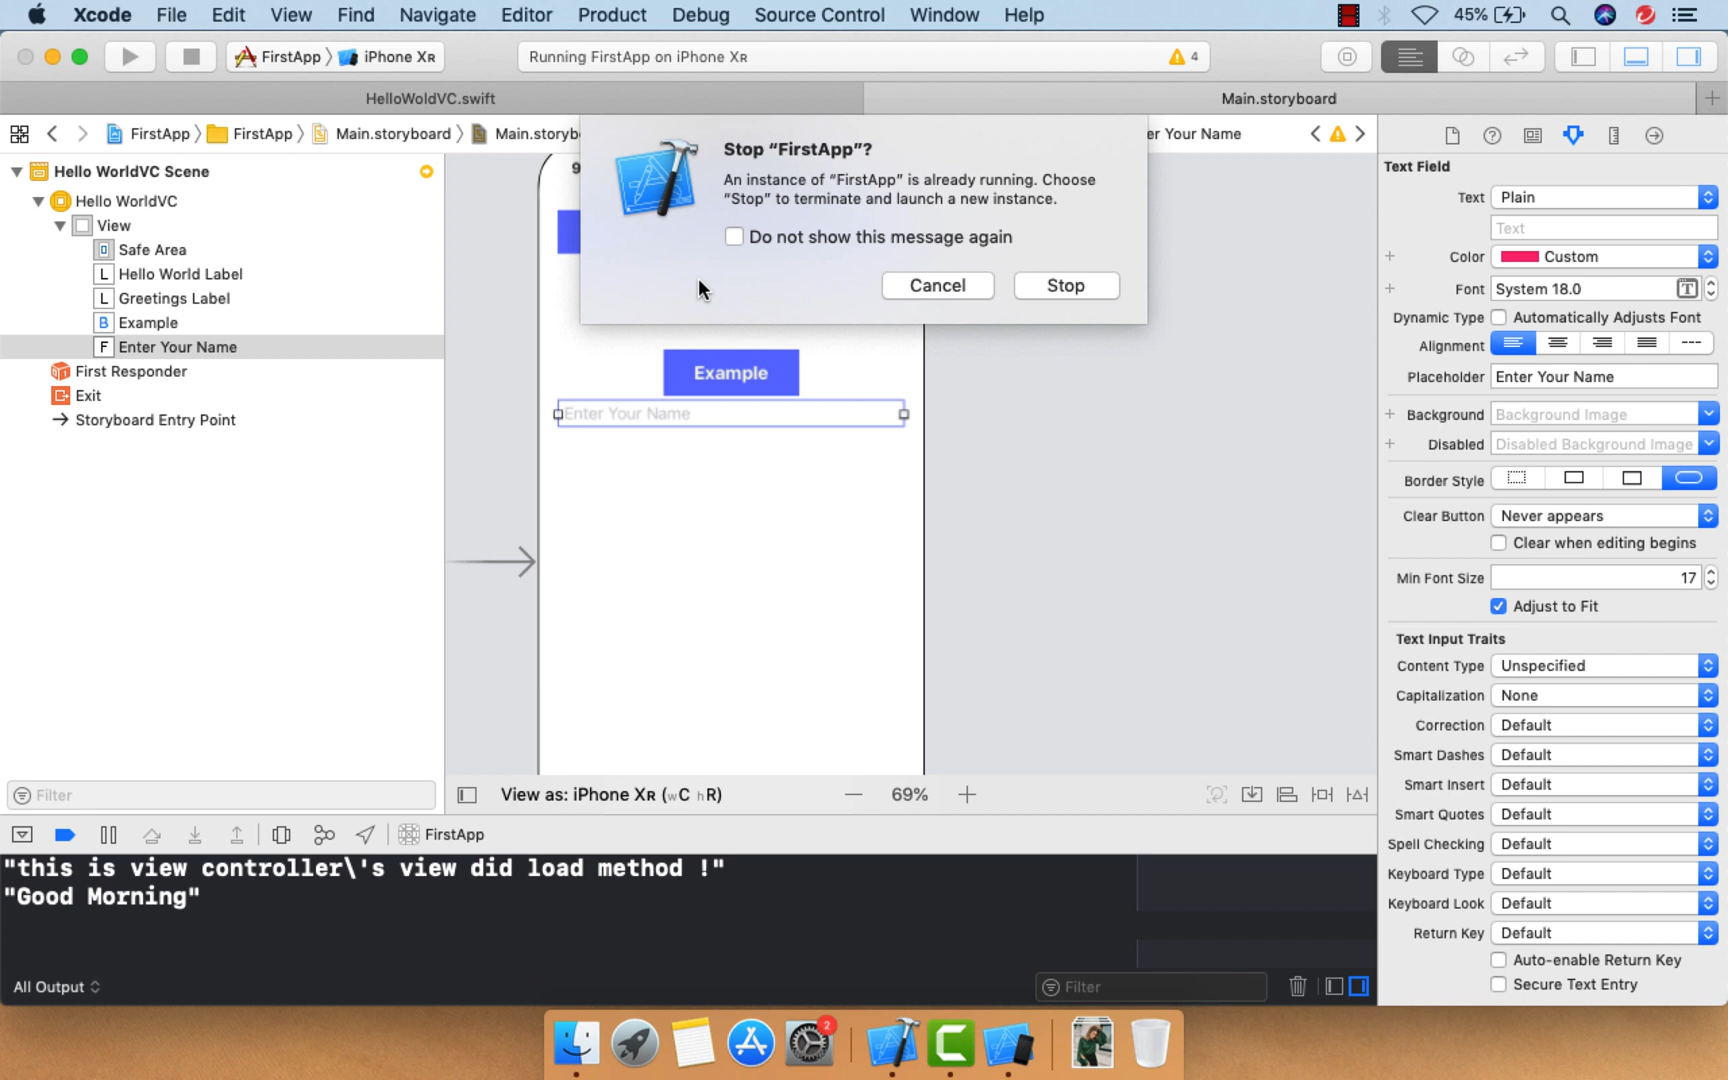 Xcode File Edit View Find Navigate Editor Product Debug Source Control Window Help 45%
FirstApp iPhone XR Running FirstApp on iPhone XR 4
HelloWoldVC.swift Main.storyboard
FirstApp FirstApp Main.storyboard Main.storyb er Your Name
Hello WorldVC Scene
Hello WorldVC
View
Safe Area
L Hello World Label
L Greetings Label
B Example
F Enter Your Name
First Responder
Exit
Storyboard Entry Point
Filter
9
Stop “FirstApp”?
An instance of “FirstApp” is already running. Choose
“Stop” to terminate and launch a new instance.
Do not show this message again
Cancel Stop
Example
Enter Your Name
View as: iPhone XR (wC hR) 69%
Text Field
Text Plain
Text
Color Custom
Font System 18.0 T
Dynamic Type Automatically Adjusts Font
Alignment
Placeholder Enter Your Name
Background Background Image
Disabled Disabled Background Image
Border Style
Clear Button Never appears
Clear when editing begins
Min Font Size 17
Adjust to Fit
Text Input Traits
Content Type Unspecified
Capitalization None
Correction Default
Smart Dashes Default
Smart Insert Default
Smart Quotes Default
Spell Checking Default
Keyboard Type Default
Keyboard Look Default
Return Key Default
Auto-enable Return Key
Secure Text Entry
FirstApp
"this is view controller\'s view did load method !"
"Good Morning"
All Output Filter
2